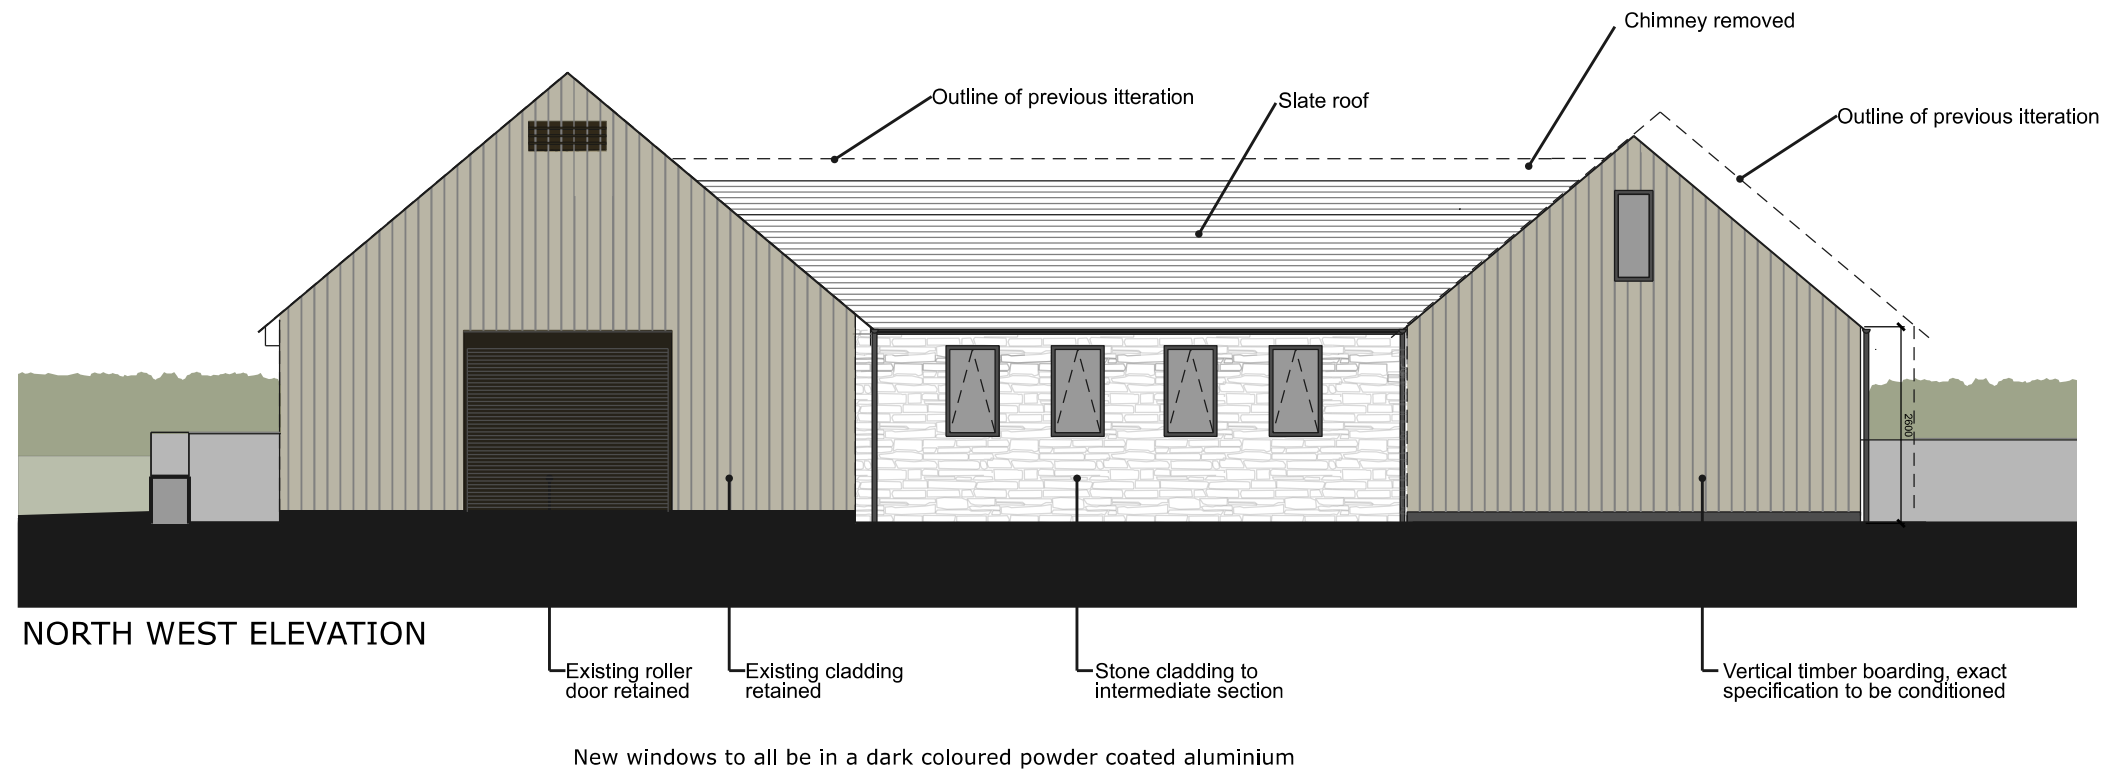 Chimney removed
Outline of previous itteration
Slate roof
Outline of previous itteration
2600
NORTH WEST ELEVATION
Existing roller
door retained
Existing cladding
retained
Stone cladding to
intermediate section
Vertical timber boarding, exact
specification to be conditioned
New windows to all be in a dark coloured powder coated aluminium